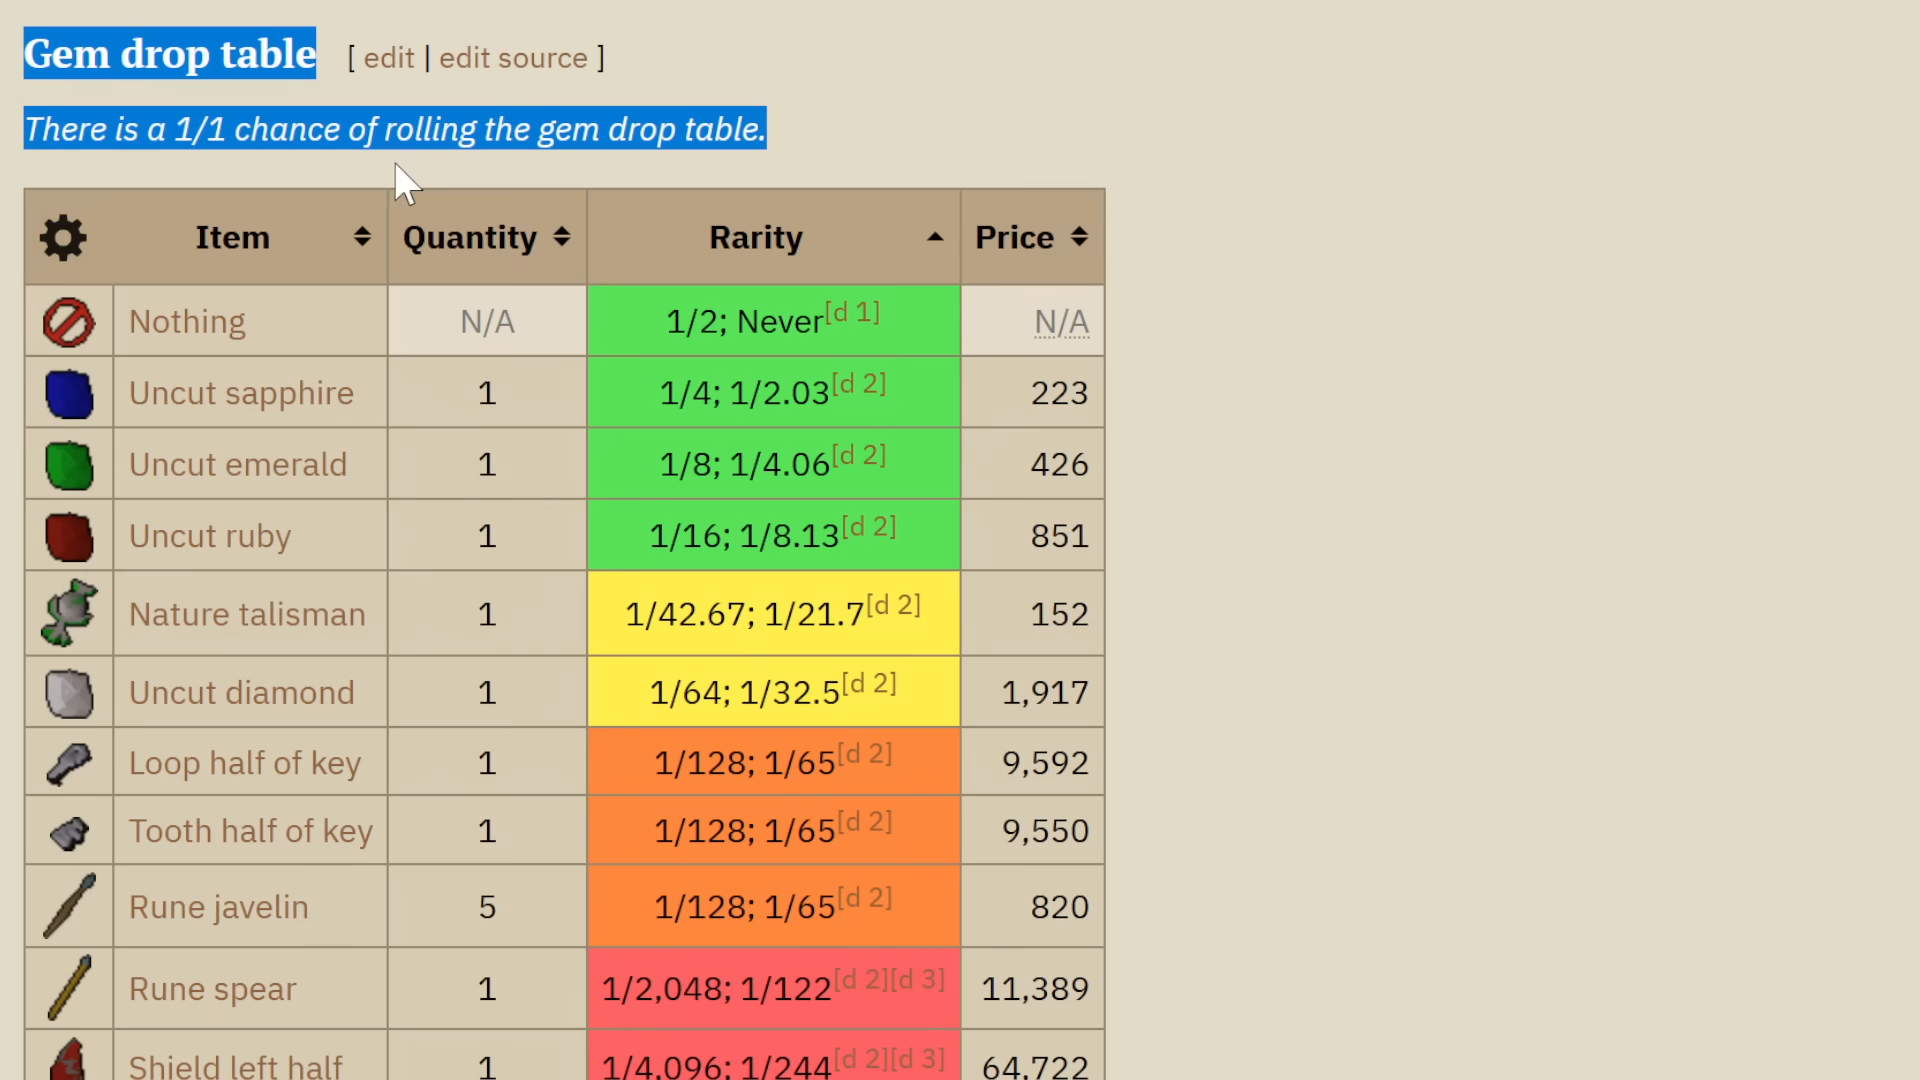 Gem drop table [ edit | edit source ]
There is a 1/1 chance of rolling the gem drop table.
Item Quantity Rarity Price
Nothing N/A 1/2; Never[d 1] N/A
Uncut sapphire 1 1/4; 1/2.03[d 2] 223
Uncut emerald 1 1/8; 1/4.06[d 2] 426
Uncut ruby 1 1/16; 1/8.13[d 2] 851
Nature talisman 1 1/42.67; 1/21.7[d 2] 152
Uncut diamond 1 1/64; 1/32.5[d 2] 1,917
Loop half of key 1 1/128; 1/65[d 2] 9,592
Tooth half of key 1 1/128; 1/65[d 2] 9,550
Rune javelin 5 1/128; 1/65[d 2] 820
Rune spear 1 1/2,048; 1/122[d 2][d 3] 11,389
Shield left half 1 1/4,096; 1/244[d 2][d 3] 64,722